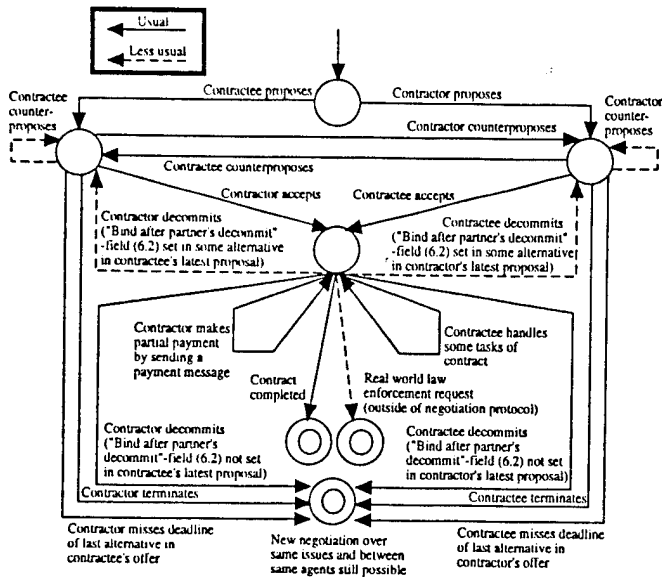 Usual
Less usual
Contractee
counter-
proposes
Contractee proposes
Contractor proposes
Contractor
counter-
proposes
Contractor counterproposes
Contractee counterproposes
Contractor accepts
Contractee accepts
Contractor decommits
("Bind after partner's decommit"
-field (6.2) set in some alternative
in contractee's latest proposal)
Contractee decommits
("Bind after partner's decommit"-
-field (6.2) set in some alternative
in contractor's latest proposal)
Contractor makes
partial payment
by sending a
payment message
Contractee handles
some tasks of
contract
Contract
completed
Real world law
enforcement request
(outside of negotiation protocol)
Contractor decommits
("Bind after partner's
decommit"-field (6.2) not set
in contractee's latest proposal)
Contractee decommits
("Bind after partner's
decommit"-field (6.2) not set
in contractor's latest proposal)
Contractor terminates
Contractee terminates
Contractor misses deadline
of last alternative in
contractee's offer
New negotiation over
same issues and between
same agents still possible
Contractee misses deadline
of last alternative in
contractor's offer